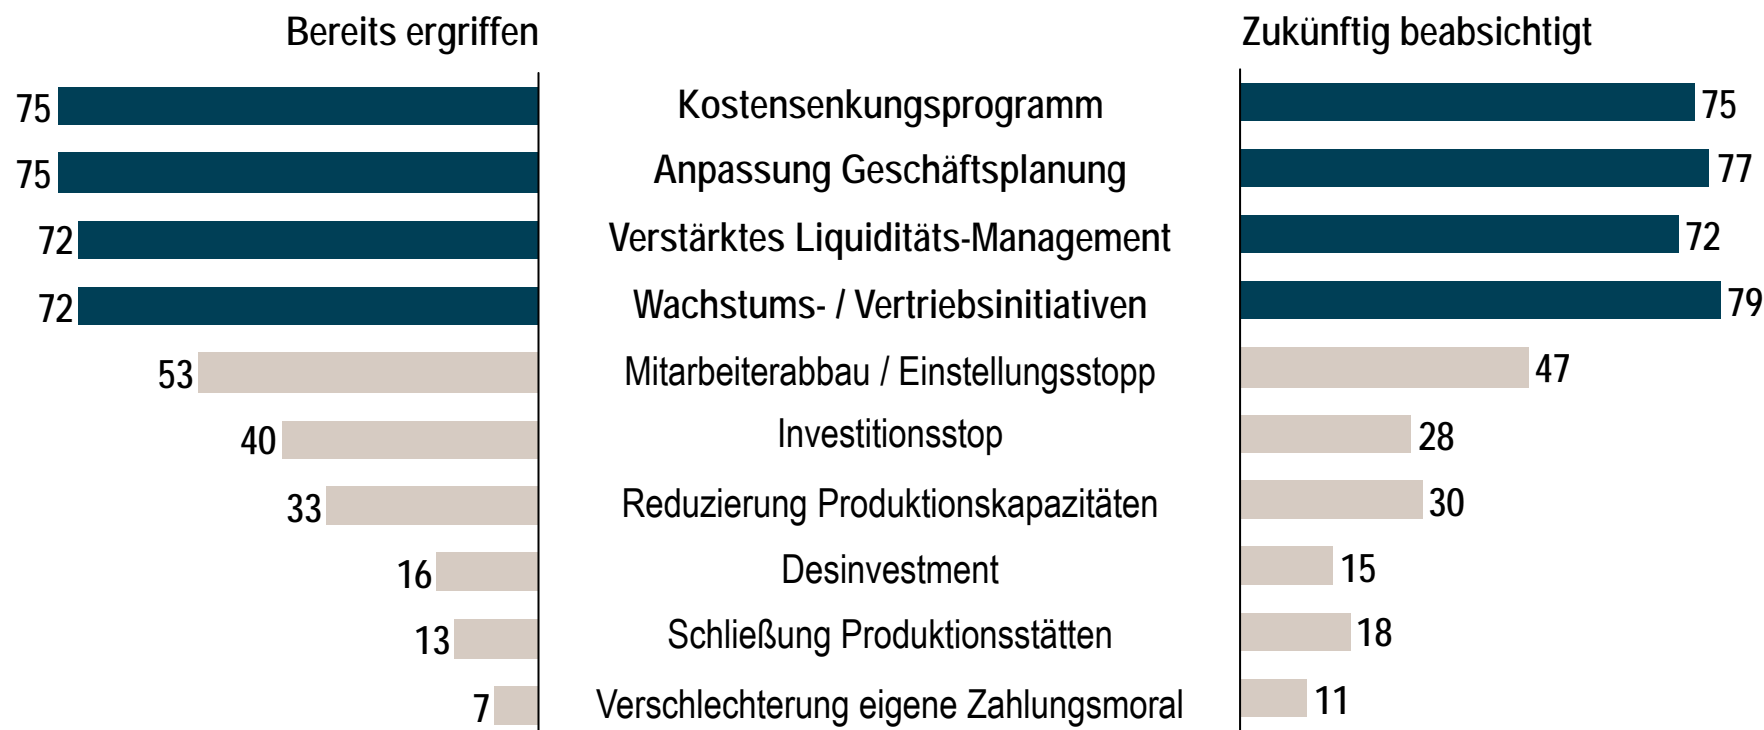 Bereits ergriffen Zukünftig beabsichtigt
75 Kostensenkungsprogramm 75
75 Anpassung Geschäftsplanung 77
72 Verstärktes Liquiditäts-Management 72
72 Wachstums- / Vertriebsinitiativen 79
53 Mitarbeiterabbau / Einstellungsstopp 47
40 Investitionsstop 28
33 Reduzierung Produktionskapazitäten 30
16 Desinvestment 15
13 Schließung Produktionsstätten 18
7 Verschlechterung eigene Zahlungsmoral 11